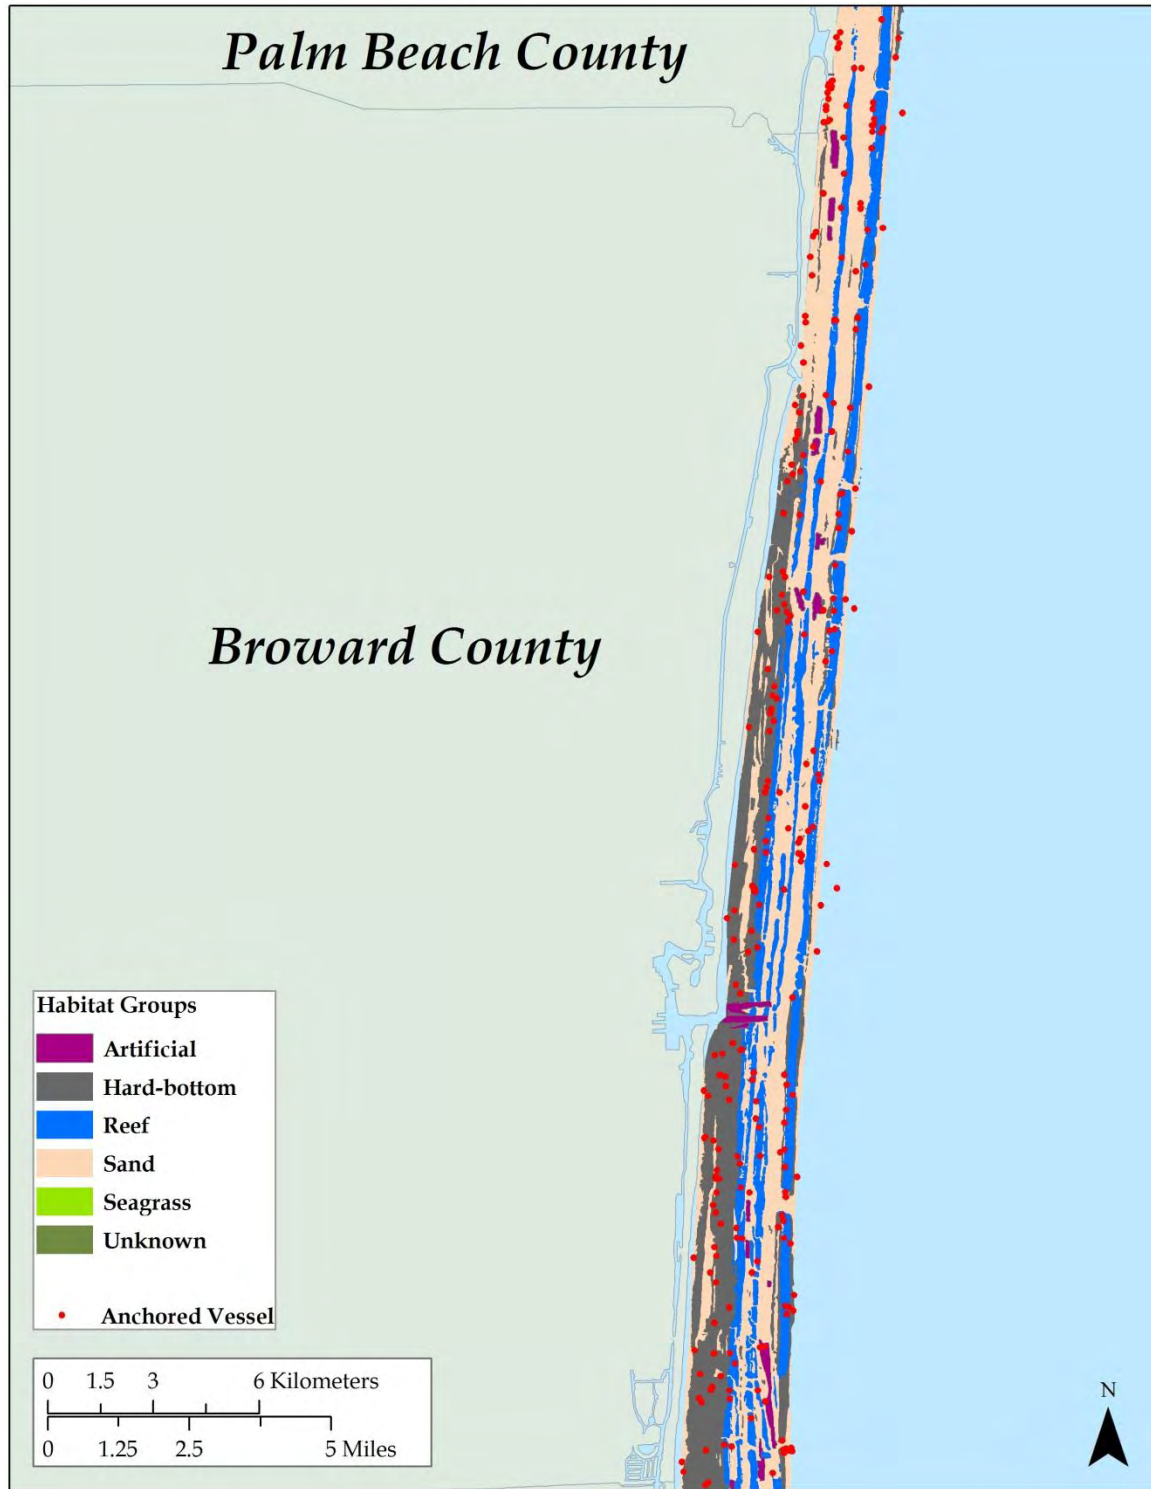 Palm Beach County
Broward County
Habitat Groups
Artificial
Hard-bottom
Reef
Sand
Seagrass
Unknown
Anchored Vessel
0 1.5 3 6 Kilometers
0 1.25 2.5 5 Miles
N